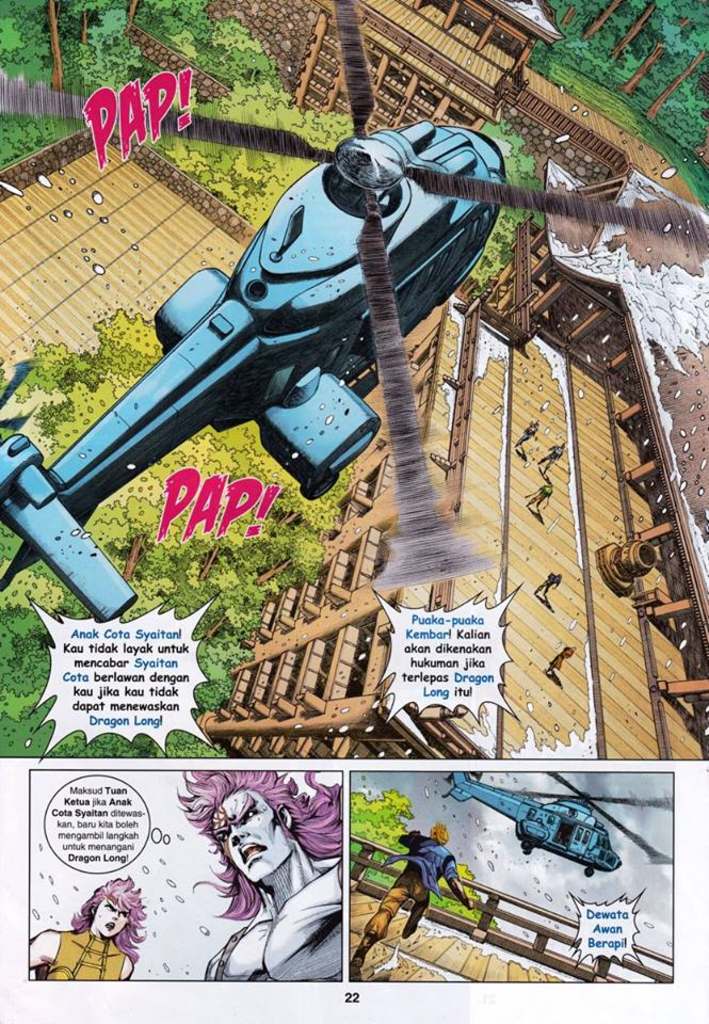 PAP!
PAP!
Anak Cota Syaitan!
Kau tidak layak untuk
mencabar Syaitan
Cota berlawan dengan
kau jika kau tidak
dapat menewaskan
Dragon Long!
Puaka-puaka
Kembar! Kalian
akan dikenakan
hukuman jika
terlepas Dragon
Long itu!
Maksud Tuan
Ketua jika Anak
Cota Syaitan ditewas-
kan, baru kita boleh
mengambil langkah
untuk menangani
Dragon Long!
Dewata
Awan
Berapi!
22